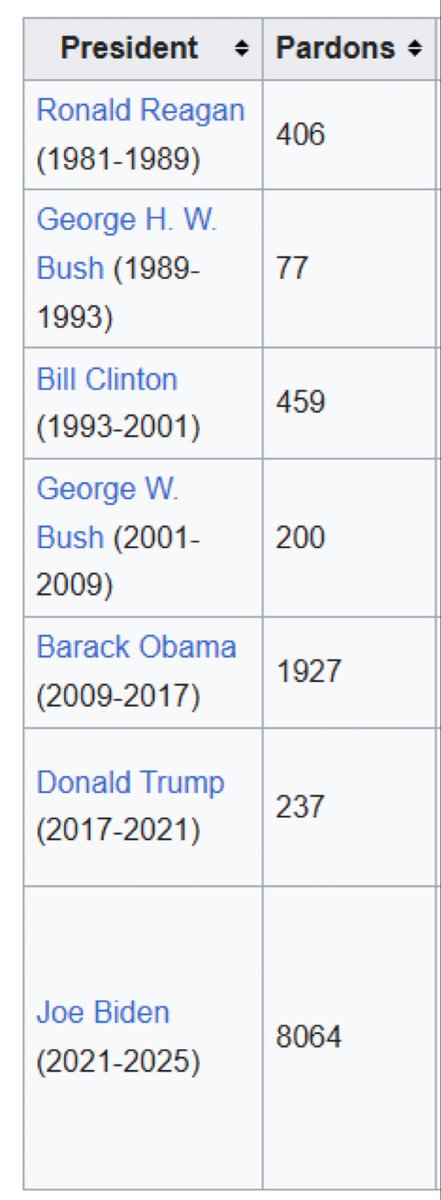 President Pardons
Ronald Reagan
(1981-1989)
406
George H. W.
Bush (1989-
1993)
77
Bill Clinton
(1993-2001)
459
George W.
Bush (2001-
2009)
200
Barack Obama
(2009-2017)
1927
Donald Trump
(2017-2021)
237
Joe Biden
(2021-2025)
8064